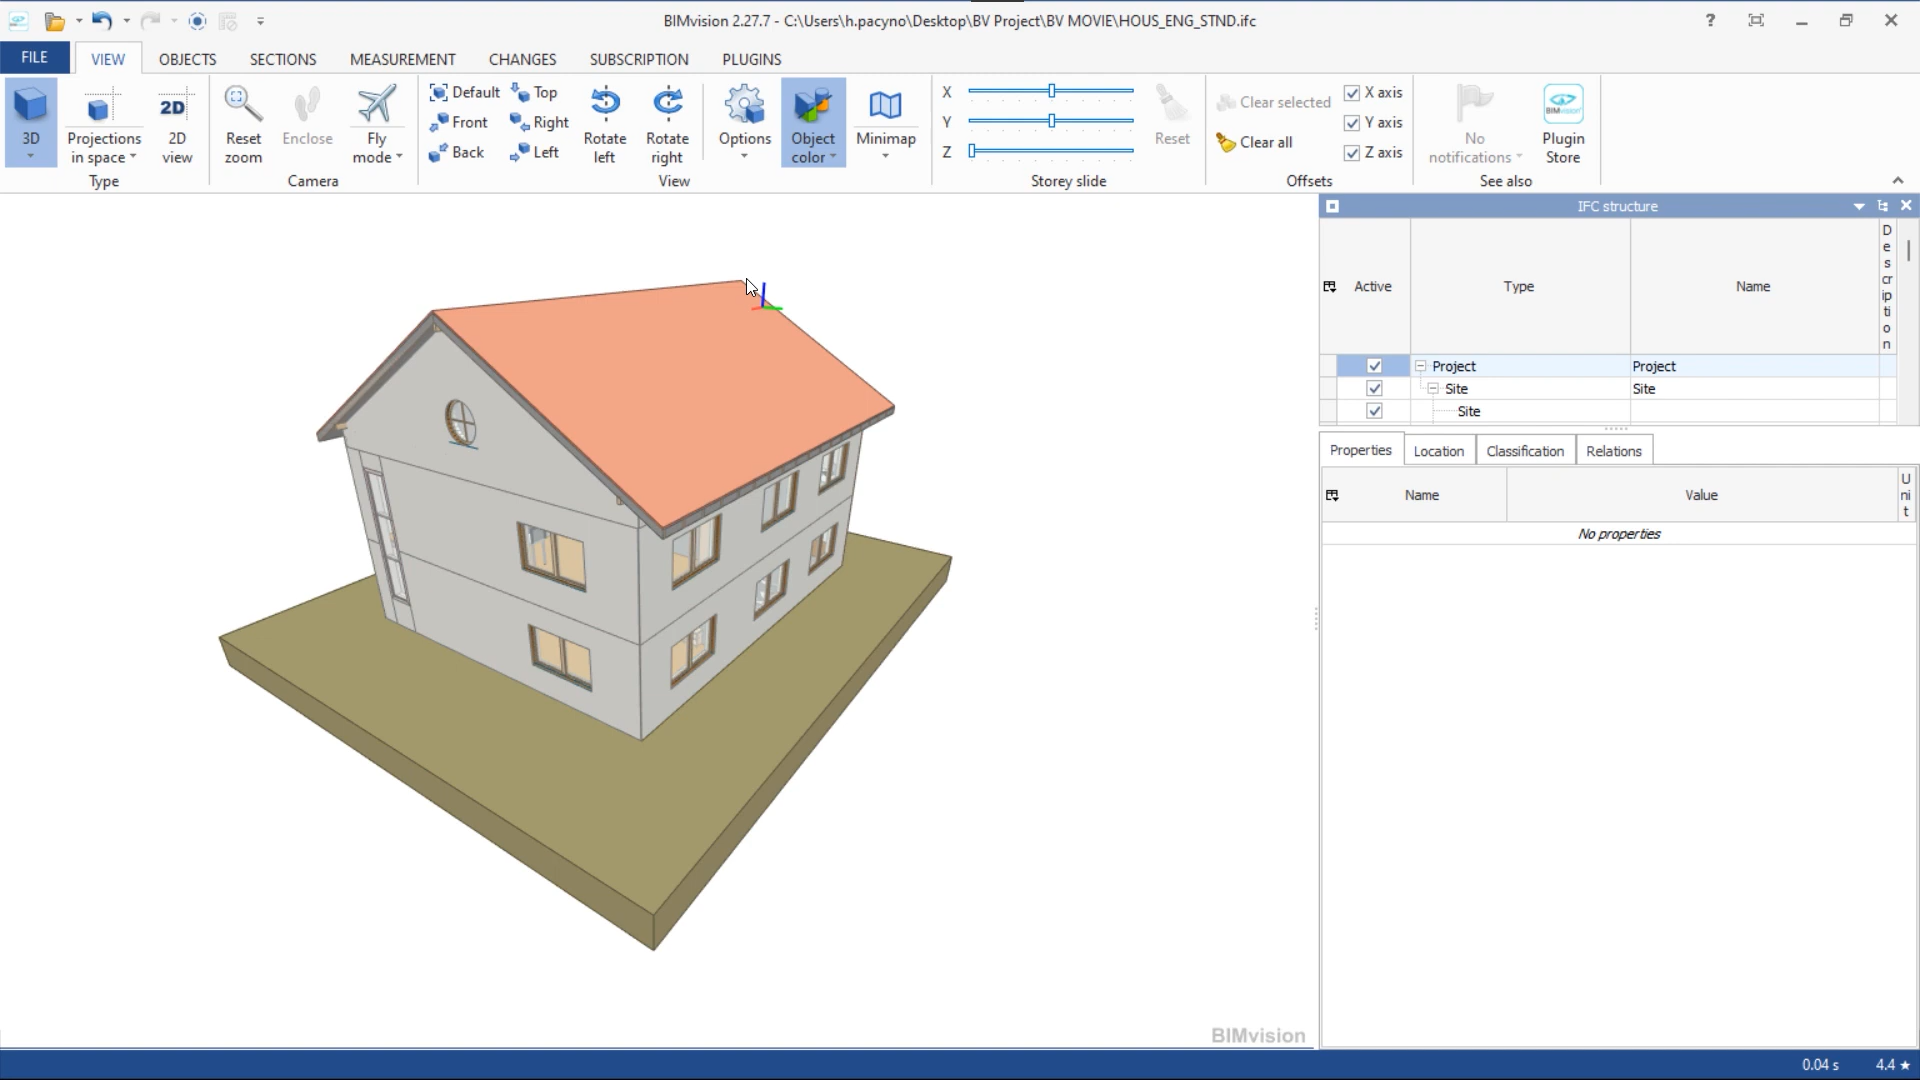 BIMvision 2.27.7 - C:\Users\h.pacyno\Desktop\BV Project\BV MOVIE\HOUS_ENG_STND.ifc
?
FILE VIEW OBJECTS SECTIONS MEASUREMENT CHANGES SUBSCRIPTION PLUGINS
3D
Projections
in space
2D
2D
view
Type
Reset
zoom
Enclose
Fly
mode
Camera
Default
Front
Back
Top
Right
Left
Rotate
left
Rotate
right
Options
Object
color
Minimap
View
X
Y
Z
Reset
Storey slide
Clear selected
Clear all
X axis
Y axis
Z axis
Offsets
No
notifications
BIMvision
Plugin
Store
See also
IFC structure
Active Type Name Description
Project Project
Site Site
Site
Properties Location Classification Relations
Name Value Unit
No properties
BIMvision
0.04 s 4.4 ★